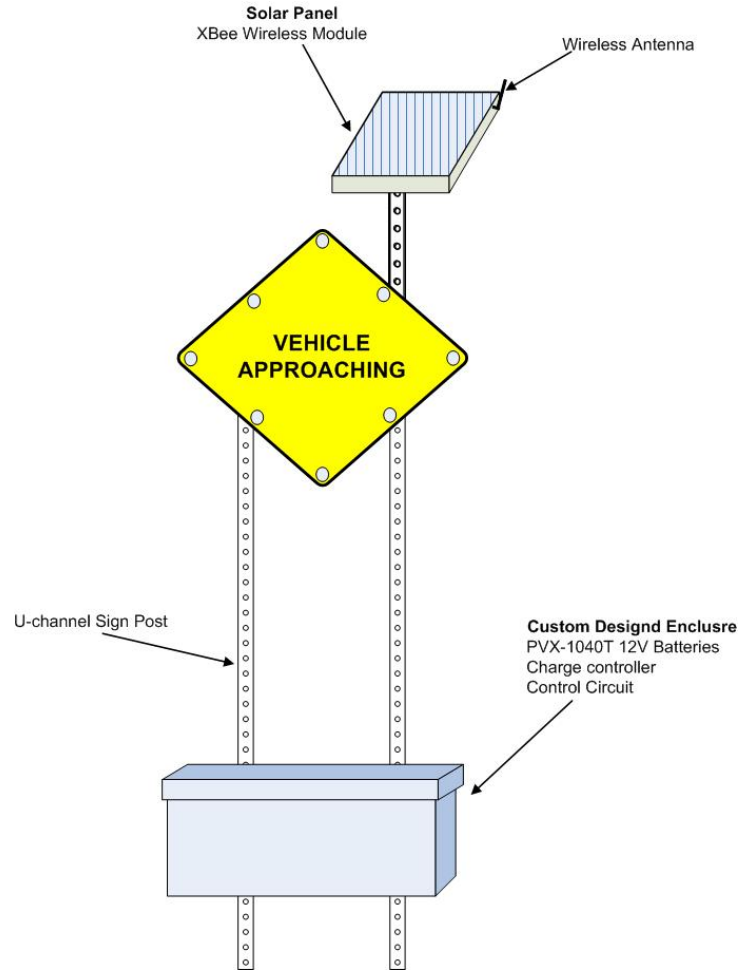 Solar Panel
XBee Wireless Module
Wireless Antenna
VEHICLE
APPROACHING
U-channel Sign Post
Custom Designd Enclusre
PVX-1040T 12V Batteries
Charge controller
Control Circuit